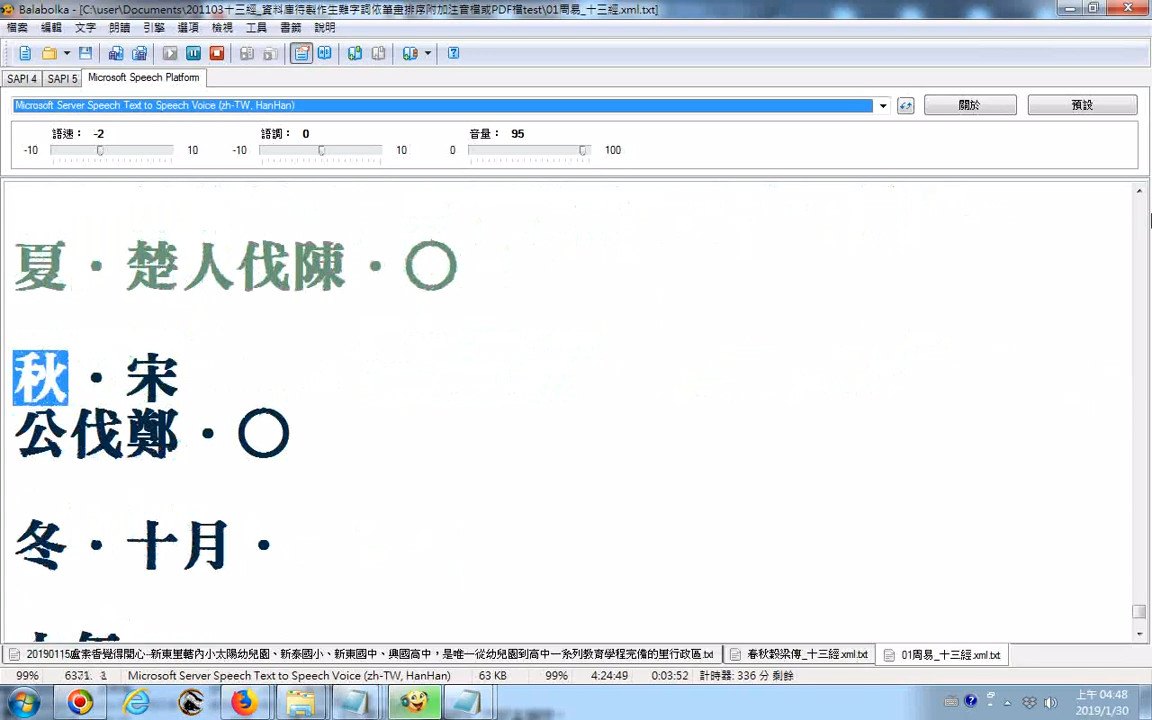 Balabolka - [C:\user\Documents\201103十三經_資料庫待製作生難字詞依筆畫排序附加注音檔或PDF檔test\01周易_十三經.xml.txt]
檔案 編輯 文字 朗讀 引擎 選項 檢視 工具 書籤 說明
SAPI 4 SAPI 5 Microsoft Speech Platform
Microsoft Server Speech Text to Speech Voice (zh-TW, HanHan) 關於 預設
語速： -2 語調： 0 音量： 95
-10 10 -10 10 0 100
夏．楚人伐陳．○
秋．宋
公伐鄭．○
冬．十月．
20190115盧素香覺得開心--新東里轄內小太陽幼兒園、新泰國小、新東國中、興國高中，是唯一從幼兒園到高中一系列教育學程完備的里行政區.txt 春秋穀梁傳_十三經.xml.txt 01周易_十三經.xml.txt
99% Microsoft Server Speech Text to Speech Voice (zh-TW, HanHan) 63 KB 99% 4:24:49 0:03:52 計時器： 336 分 剩餘
上午 04:48
2019/1/30